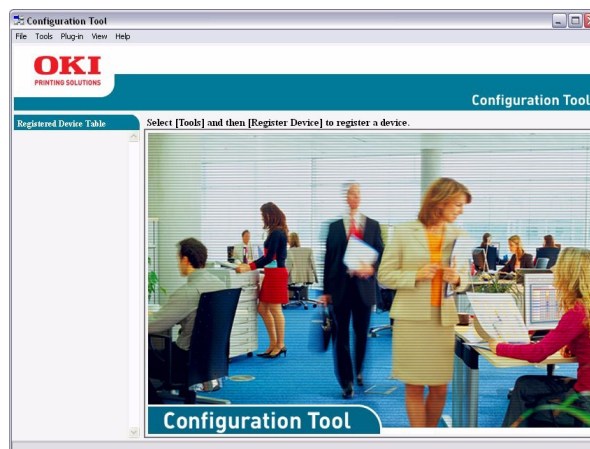 Configuration Tool
File Tools Plug-in View Help
OKI
PRINTING SOLUTIONS
Configuration Tool
Registered Device Table
Select [Tools] and then [Register Device] to register a device.
Configuration Tool